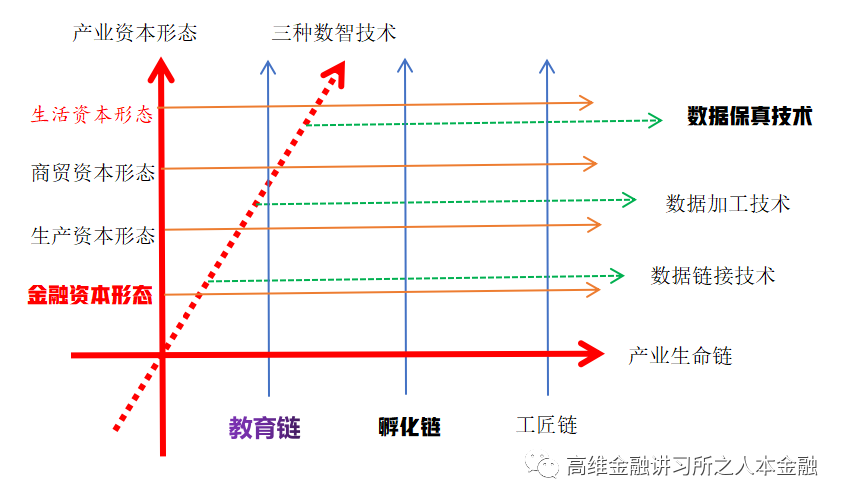 产业资本形态
三种数智技术
生活资本形态
数据保真技术
商贸资本形态
数据加工技术
生产资本形态
数据链接技术
金融资本形态
产业生命链
教育链
孵化链
工匠链
高维金融讲习所之人本金融